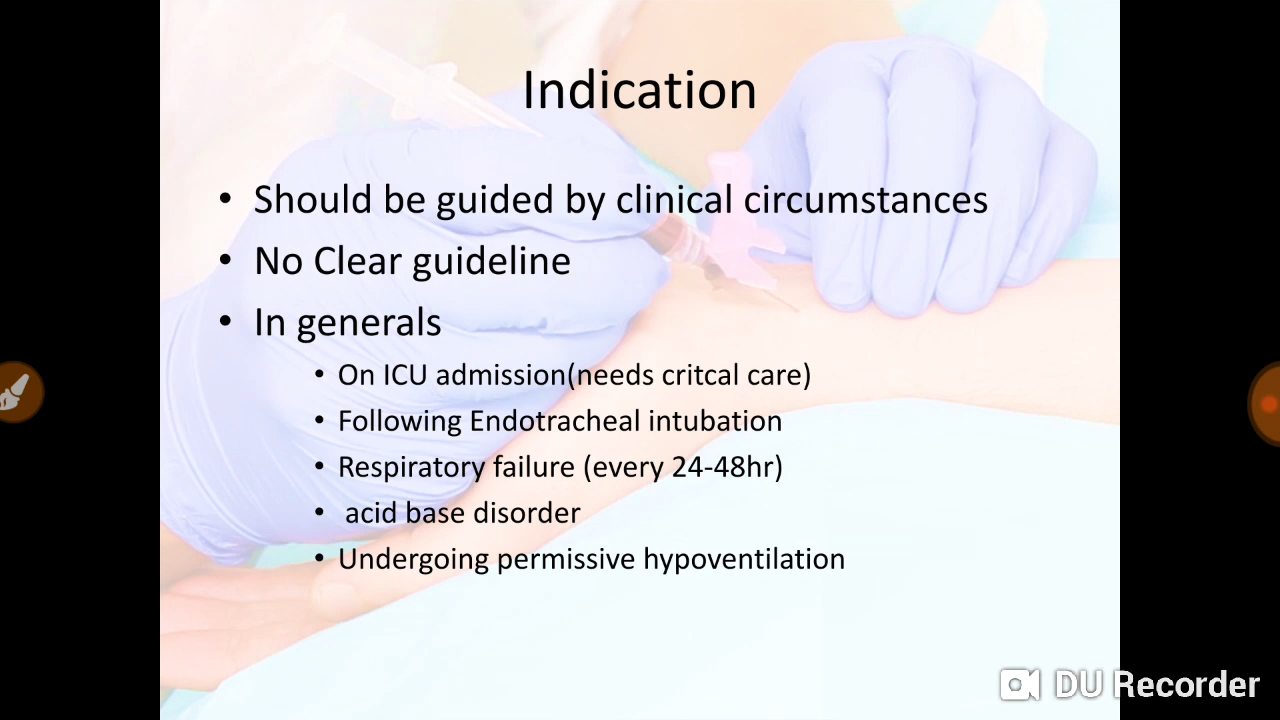 Indication
• Should be guided by clinical circumstances
• No Clear guideline
• In generals
• On ICU admission(needs critcal care)
• Following Endotracheal intubation
• Respiratory failure (every 24-48hr)
• acid base disorder
• Undergoing permissive hypoventilation
DU Recorder